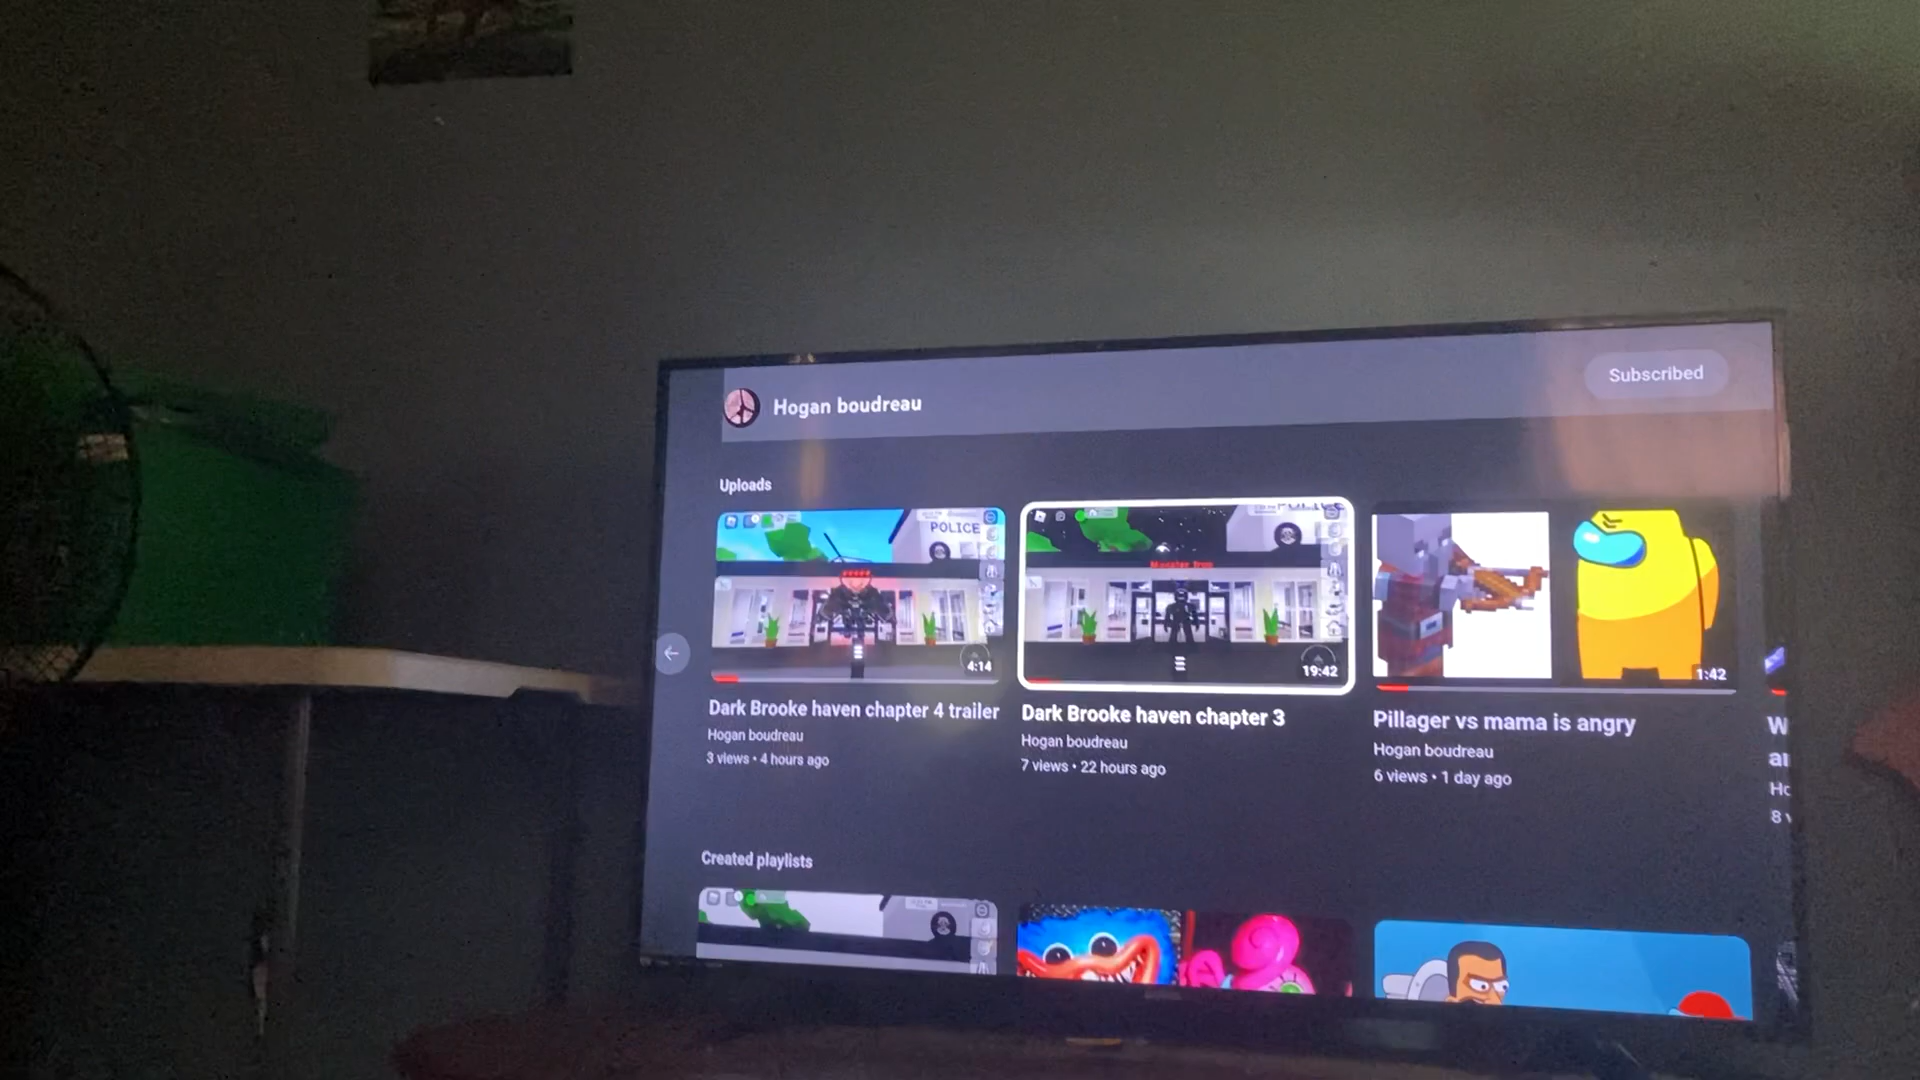 Hogan boudreau
Subscribed
Uploads
POLICE
4:14
19:42
1:42
Dark Brooke haven chapter 4 trailer
Hogan boudreau
3 views • 4 hours ago
Dark Brooke haven chapter 3
Hogan boudreau
7 views • 22 hours ago
Pillager vs mama is angry
Hogan boudreau
6 views • 1 day ago
Created playlists